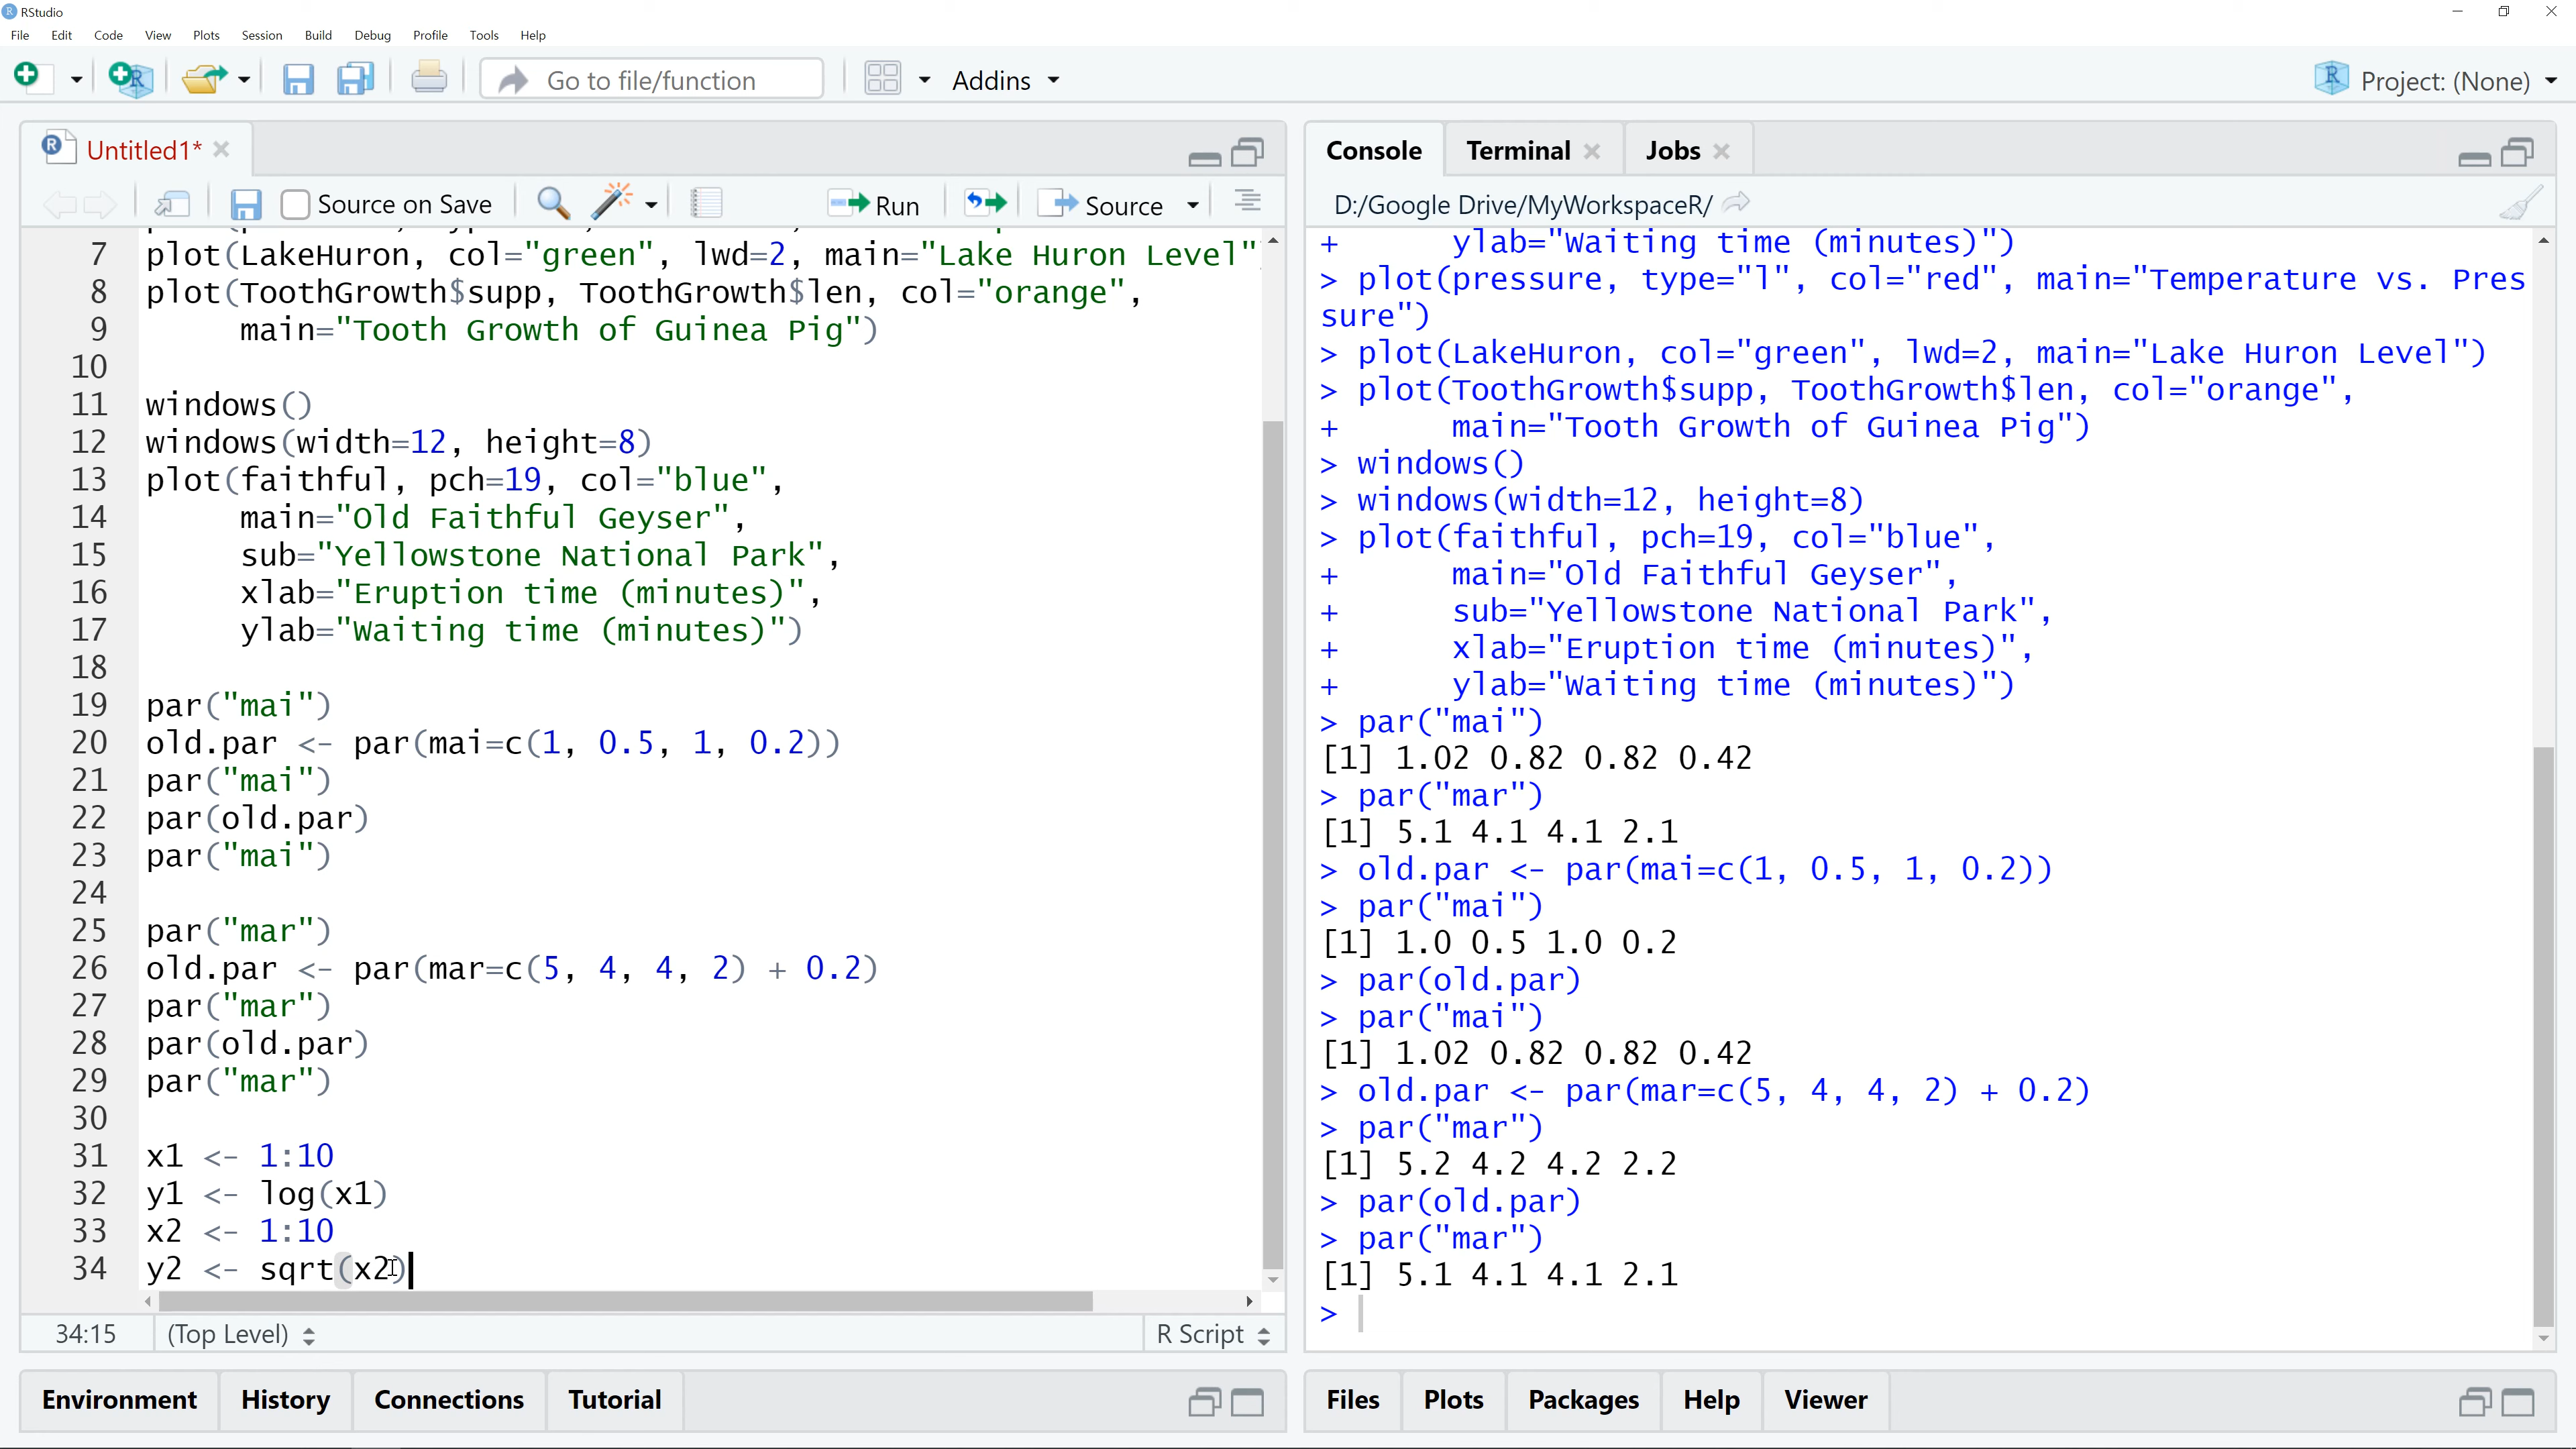 RStudio
File Edit Code View Plots Session Build Debug Profile Tools Help
Go to file/function Addins Project: (None)
Untitled1*
Source on Save Run Source
7 plot(LakeHuron, col="green", lwd=2, main="Lake Huron Level"
8 plot(ToothGrowth$supp, ToothGrowth$len, col="orange",
9 main="Tooth Growth of Guinea Pig")
10
11 windows()
12 windows(width=12, height=8)
13 plot(faithful, pch=19, col="blue",
14 main="Old Faithful Geyser",
15 sub="Yellowstone National Park",
16 xlab="Eruption time (minutes)",
17 ylab="Waiting time (minutes)")
18
19 par("mai")
20 old.par <- par(mai=c(1, 0.5, 1, 0.2))
21 par("mai")
22 par(old.par)
23 par("mai")
24
25 par("mar")
26 old.par <- par(mar=c(5, 4, 4, 2) + 0.2)
27 par("mar")
28 par(old.par)
29 par("mar")
30
31 x1 <- 1:10
32 y1 <- log(x1)
33 x2 <- 1:10
34 y2 <- sqrt(x2)
34:15 (Top Level) R Script
Environment History Connections Tutorial
Console Terminal Jobs
D:/Google Drive/MyWorkspaceR/
+ ylab="Waiting time (minutes)")
> plot(pressure, type="l", col="red", main="Temperature vs. Pres
sure")
> plot(LakeHuron, col="green", lwd=2, main="Lake Huron Level")
> plot(ToothGrowth$supp, ToothGrowth$len, col="orange",
+ main="Tooth Growth of Guinea Pig")
> windows()
> windows(width=12, height=8)
> plot(faithful, pch=19, col="blue",
+ main="Old Faithful Geyser",
+ sub="Yellowstone National Park",
+ xlab="Eruption time (minutes)",
+ ylab="Waiting time (minutes)")
> par("mai")
[1] 1.02 0.82 0.82 0.42
> par("mar")
[1] 5.1 4.1 4.1 2.1
> old.par <- par(mai=c(1, 0.5, 1, 0.2))
> par("mai")
[1] 1.0 0.5 1.0 0.2
> par(old.par)
> par("mai")
[1] 1.02 0.82 0.82 0.42
> old.par <- par(mar=c(5, 4, 4, 2) + 0.2)
> par("mar")
[1] 5.2 4.2 4.2 2.2
> par(old.par)
> par("mar")
[1] 5.1 4.1 4.1 2.1
>
Files Plots Packages Help Viewer